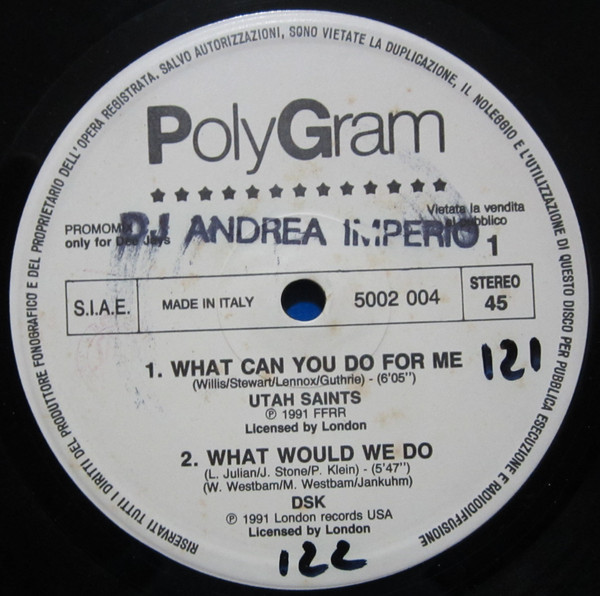 RISERVATI TUTTI I DIRITTI DEL PRODUTTORE FONOGRAFICO E DEL PROPRIETARIO DELL'OPERA REGISTRATA. SALVO AUTORIZZAZIONI, SONO VIETATE LA DUPLICAZIONE, IL NOLEGGIO E L'UTILIZZAZIONE DI QUESTO DISCO PER PUBBLICA ESECUZIONE E RADIODIFFUSIONE
PolyGram
★ ★ ★ ★ ★ ★ ★ ★ ★ ★ ★ ★ ★
PROMOMIX
only for Dee Jays
Vietata la vendita
al pubblico
DJ ANDREA IMPERIO
1
S.I.A.E.
MADE IN ITALY
5002 004
STEREO
45
1. WHAT CAN YOU DO FOR ME
121
(Willis/Stewart/Lennox/Guthrie) - (6'05")
UTAH SAINTS
℗ 1991 FFRR
Licensed by London
2. WHAT WOULD WE DO
(L. Julian/J. Stone/P. Klein) - (5'47")
(W. Westbam/M. Westbam/Jankuhm)
DSK
℗ 1991 London records USA
Licensed by London
122